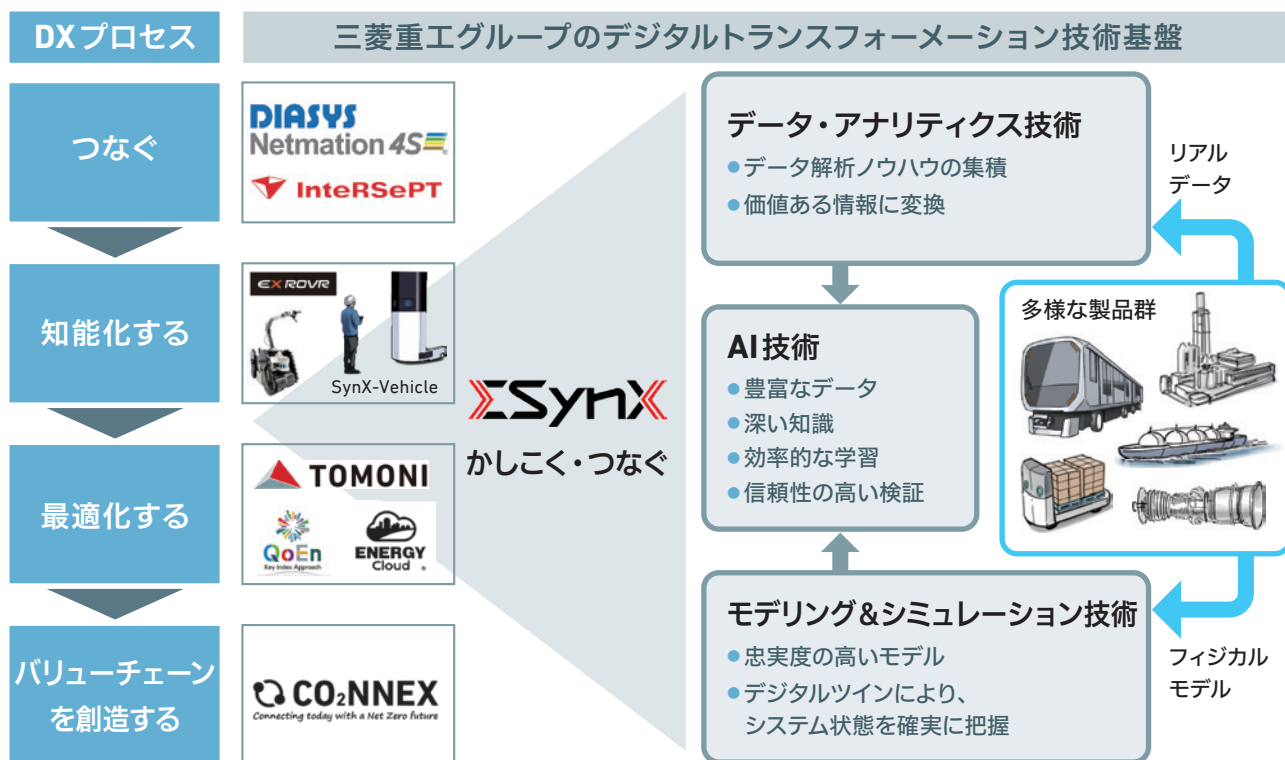 DXプロセス
三菱重工グループのデジタルトランスフォーメーション技術基盤
つなぐ
DIASYS
Netmation 4S
InteRSePT
知能化する
EX ROVR
SynX-Vehicle
最適化する
TOMONI
QoEn
Key Index Approach
ENERGY
Cloud ®
バリューチェーン
を創造する
CO₂NNEX
Connecting today with a Net Zero future
ΣSynX
かしこく・つなぐ
データ・アナリティクス技術
●データ解析ノウハウの集積
●価値ある情報に変換
AI技術
●豊富なデータ
●深い知識
●効率的な学習
●信頼性の高い検証
モデリング&シミュレーション技術
●忠実度の高いモデル
●デジタルツインにより、
システム状態を確実に把握
リアル
データ
多様な製品群
フィジカル
モデル